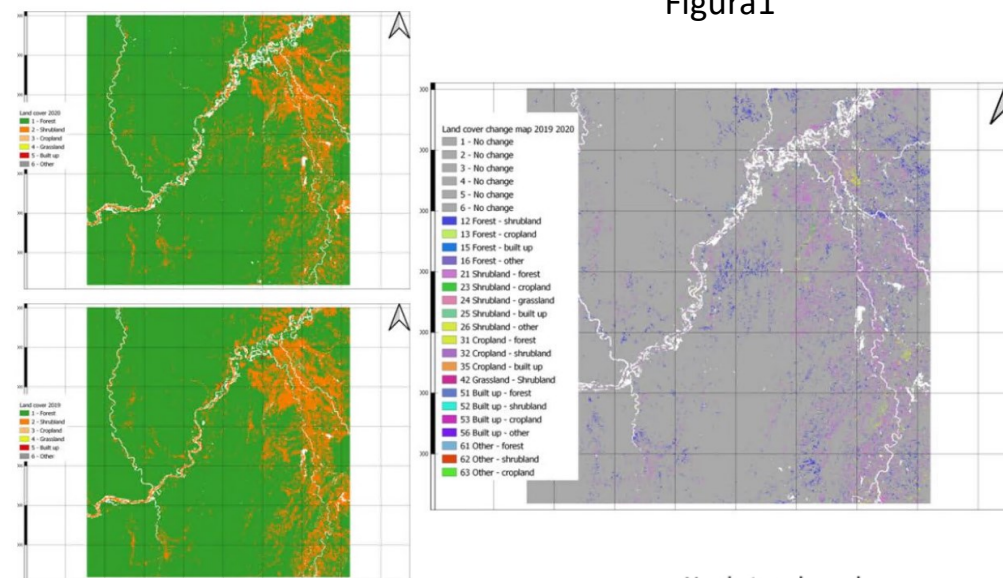 Figura1
Land cover 2020
1 - Forest
2 - Shrubland
3 - Cropland
4 - Grassland
5 - Built up
6 - Other
Land cover 2019
1 - Forest
2 - Shrubland
3 - Cropland
4 - Grassland
5 - Built up
6 - Other
Land cover change map 2019 2020
1 - No change
2 - No change
3 - No change
4 - No change
5 - No change
6 - No change
12 Forest - shrubland
13 Forest - cropland
15 Forest - built up
16 Forest - other
21 Shrubland - forest
23 Shrubland - cropland
24 Shrubland - grassland
25 Shrubland - built up
26 Shrubland - other
31 Cropland - forest
32 Cropland - shrubland
35 Cropland - built up
42 Grassland - Shrubland
51 Built up - forest
52 Built up - shrubland
53 Built up - cropland
56 Built up - other
61 Other - forest
62 Other - shrubland
63 Other - cropland